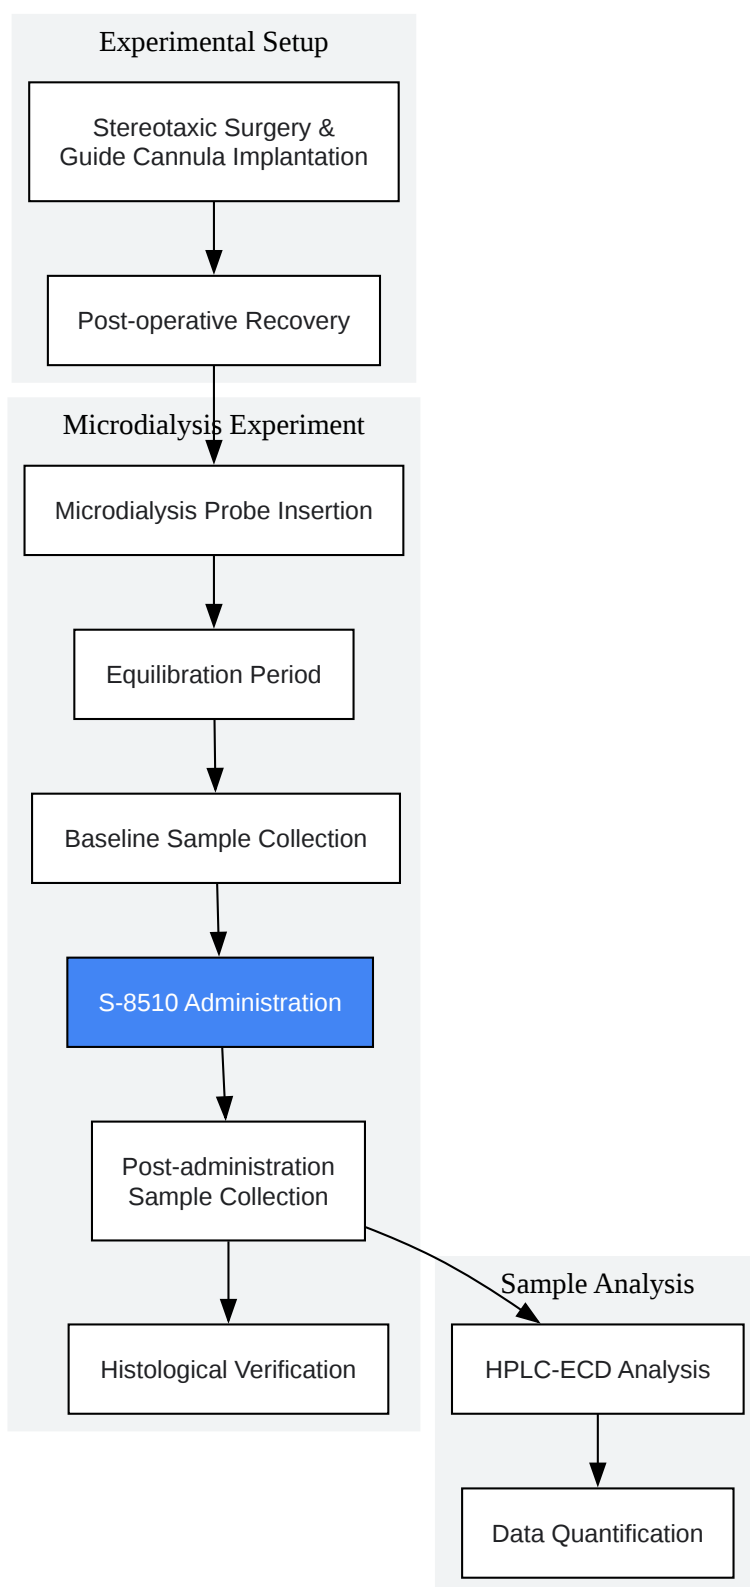 Experimental Setup
Stereotaxic Surgery &
Guide Cannula Implantation
Post-operative Recovery
Microdialysis Experiment
Microdialysis Probe Insertion
Equilibration Period
Baseline Sample Collection
S-8510 Administration
Post-administration
Sample Collection
Histological Verification
Sample Analysis
HPLC-ECD Analysis
Data Quantification